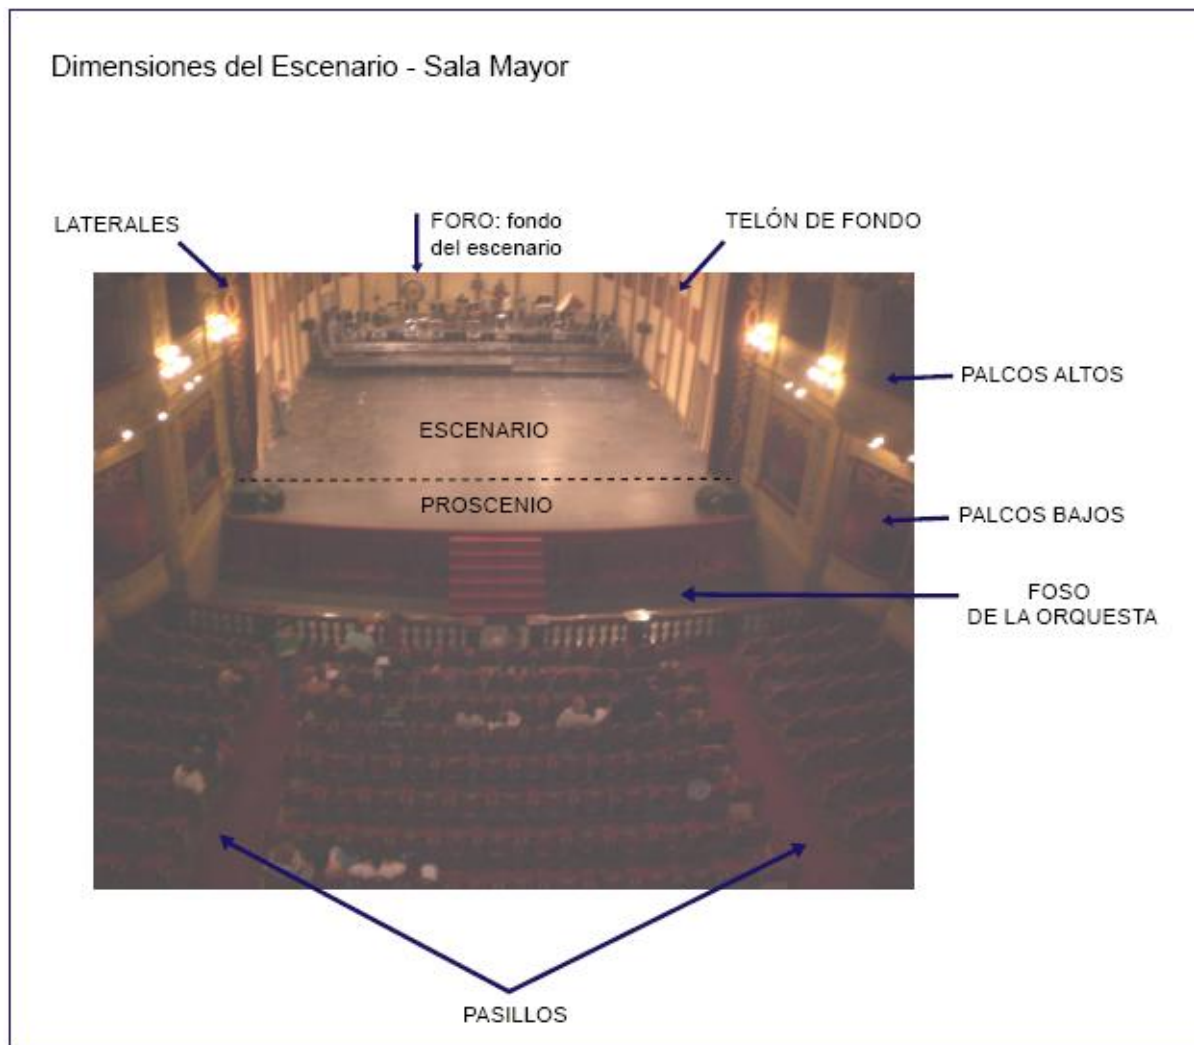 Dimensiones del Escenario - Sala Mayor
LATERALES
FORO: fondo
del escenario
TELÓN DE FONDO
PALCOS ALTOS
ESCENARIO
PROSCENIO
PALCOS BAJOS
FOSO
DE LA ORQUESTA
PASILLOS